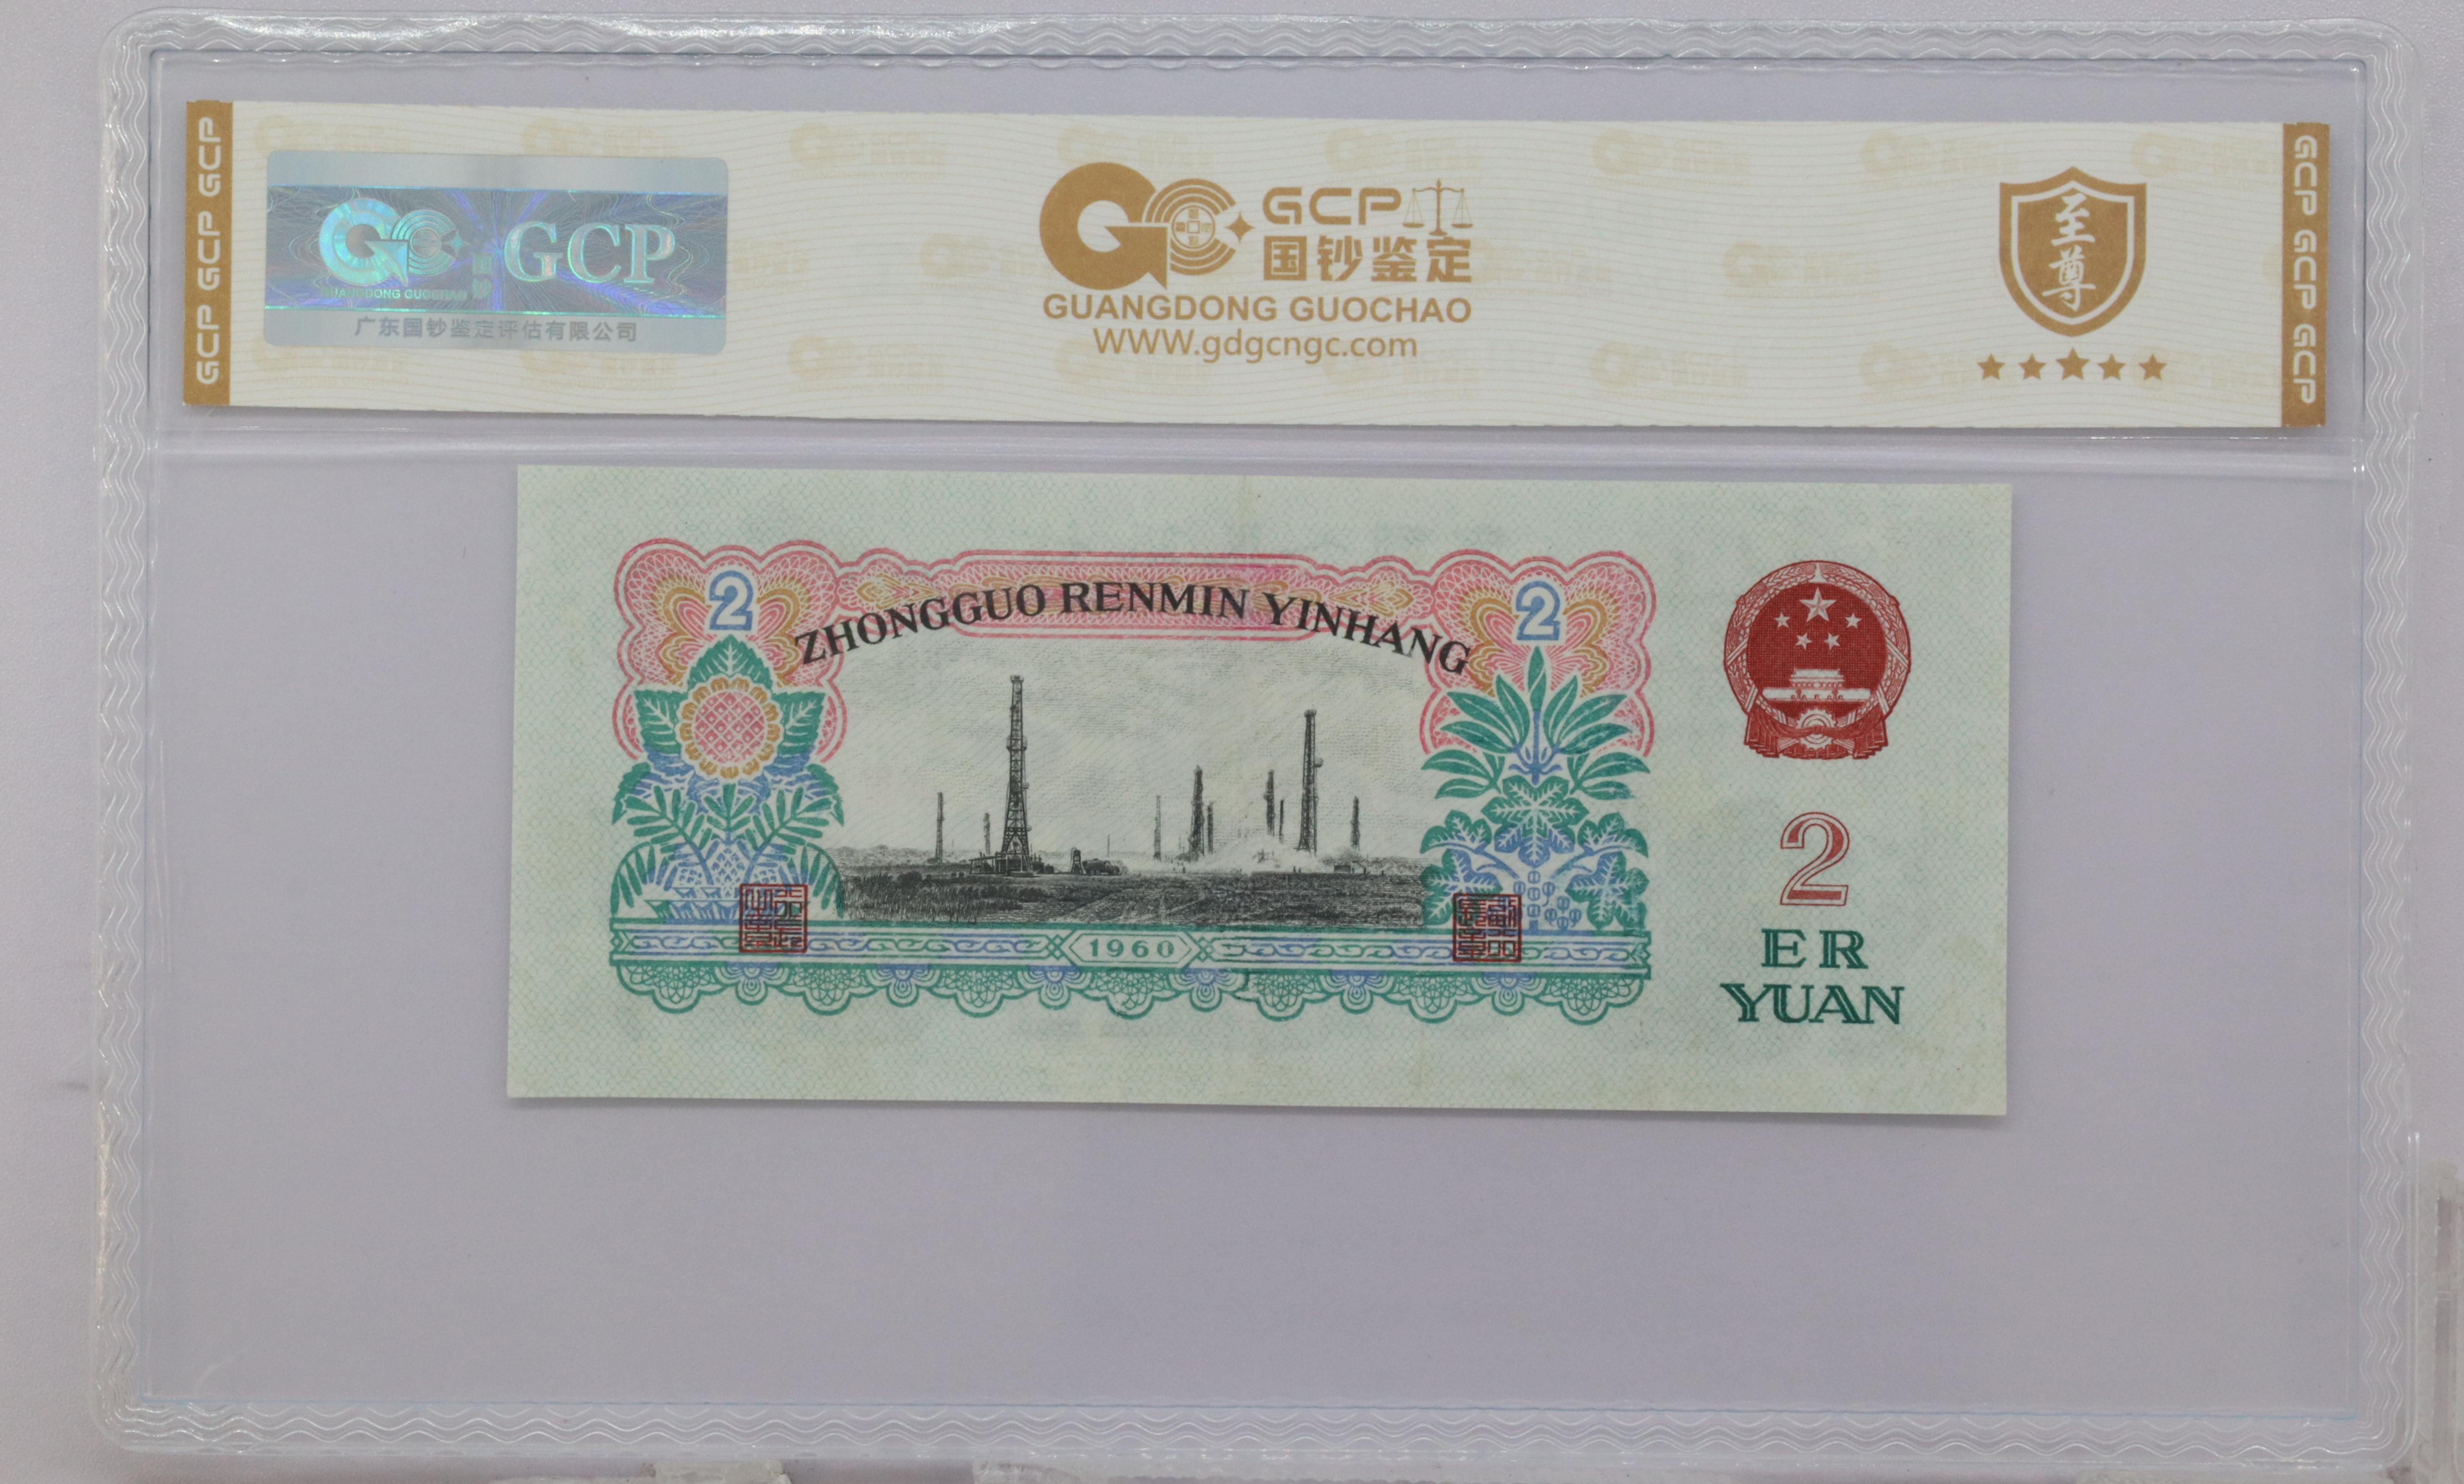 GCP GCP GCP
GCP
GUANGDONG GUOCHAO
国钞
广东国钞鉴定评估有限公司
GCP
国钞鉴定
GUANGDONG GUOCHAO
WWW.gdgcngc.com
至尊
GCP GCP GCP
ZHONGGUO RENMIN YINHANG
2
2
1960
2
ER
YUAN